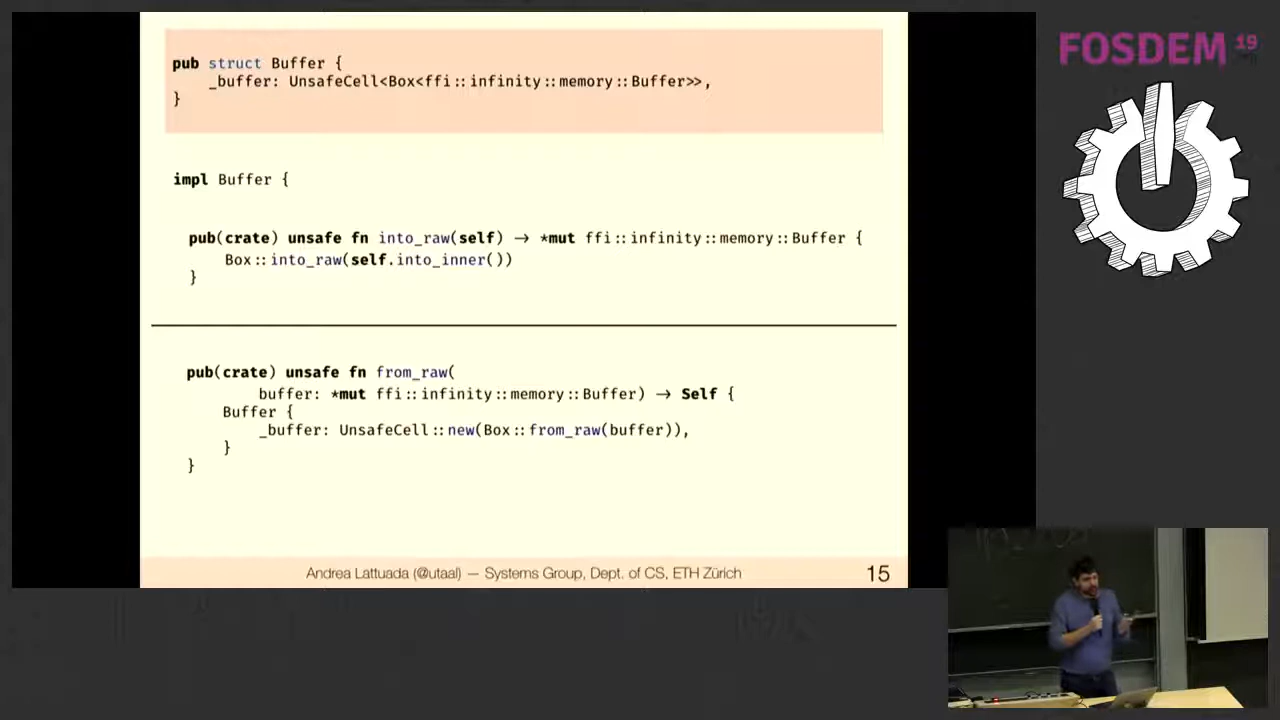 pub struct Buffer {
_buffer: UnsafeCell<Box<ffi::infinity::memory::Buffer>>,
}
impl Buffer {
pub(crate) unsafe fn into_raw(self) → *mut ffi::infinity::memory::Buffer {
Box::into_raw(self.into_inner())
}
pub(crate) unsafe fn from_raw(
buffer: *mut ffi::infinity::memory::Buffer) → Self {
Buffer {
_buffer: UnsafeCell::new(Box::from_raw(buffer)),
}
}
Andrea Lattuada (@utaal) — Systems Group, Dept. of CS, ETH Zürich
15
FOSDEM 19